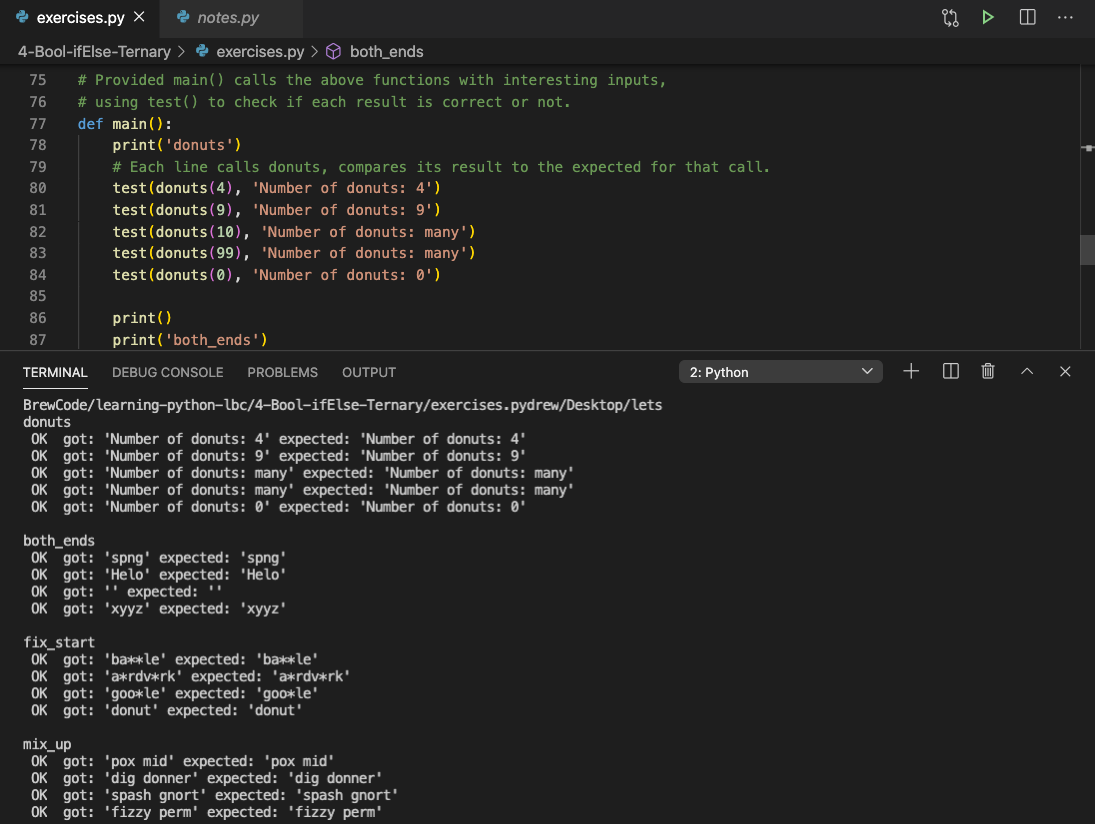 exercises.py
notes.py
4-Bool-ifElse-Ternary > exercises.py > both_ends
75 # Provided main() calls the above functions with interesting inputs,
76 # using test() to check if each result is correct or not.
77 def main():
78 print('donuts')
79 # Each line calls donuts, compares its result to the expected for that call.
80 test(donuts(4), 'Number of donuts: 4')
81 test(donuts(9), 'Number of donuts: 9')
82 test(donuts(10), 'Number of donuts: many')
83 test(donuts(99), 'Number of donuts: many')
84 test(donuts(0), 'Number of donuts: 0')
85
86 print()
87 print('both_ends')
TERMINAL DEBUG CONSOLE PROBLEMS OUTPUT 2: Python
BrewCode/learning-python-lbc/4-Bool-ifElse-Ternary/exercises.pydrew/Desktop/lets
donuts
OK got: 'Number of donuts: 4' expected: 'Number of donuts: 4'
OK got: 'Number of donuts: 9' expected: 'Number of donuts: 9'
OK got: 'Number of donuts: many' expected: 'Number of donuts: many'
OK got: 'Number of donuts: many' expected: 'Number of donuts: many'
OK got: 'Number of donuts: 0' expected: 'Number of donuts: 0'
both_ends
OK got: 'spng' expected: 'spng'
OK got: 'Helo' expected: 'Helo'
OK got: '' expected: ''
OK got: 'xyyz' expected: 'xyyz'
fix_start
OK got: 'ba**le' expected: 'ba**le'
OK got: 'a*rdv*rk' expected: 'a*rdv*rk'
OK got: 'goo*le' expected: 'goo*le'
OK got: 'donut' expected: 'donut'
mix_up
OK got: 'pox mid' expected: 'pox mid'
OK got: 'dig donner' expected: 'dig donner'
OK got: 'spash gnort' expected: 'spash gnort'
OK got: 'fizzy perm' expected: 'fizzy perm'